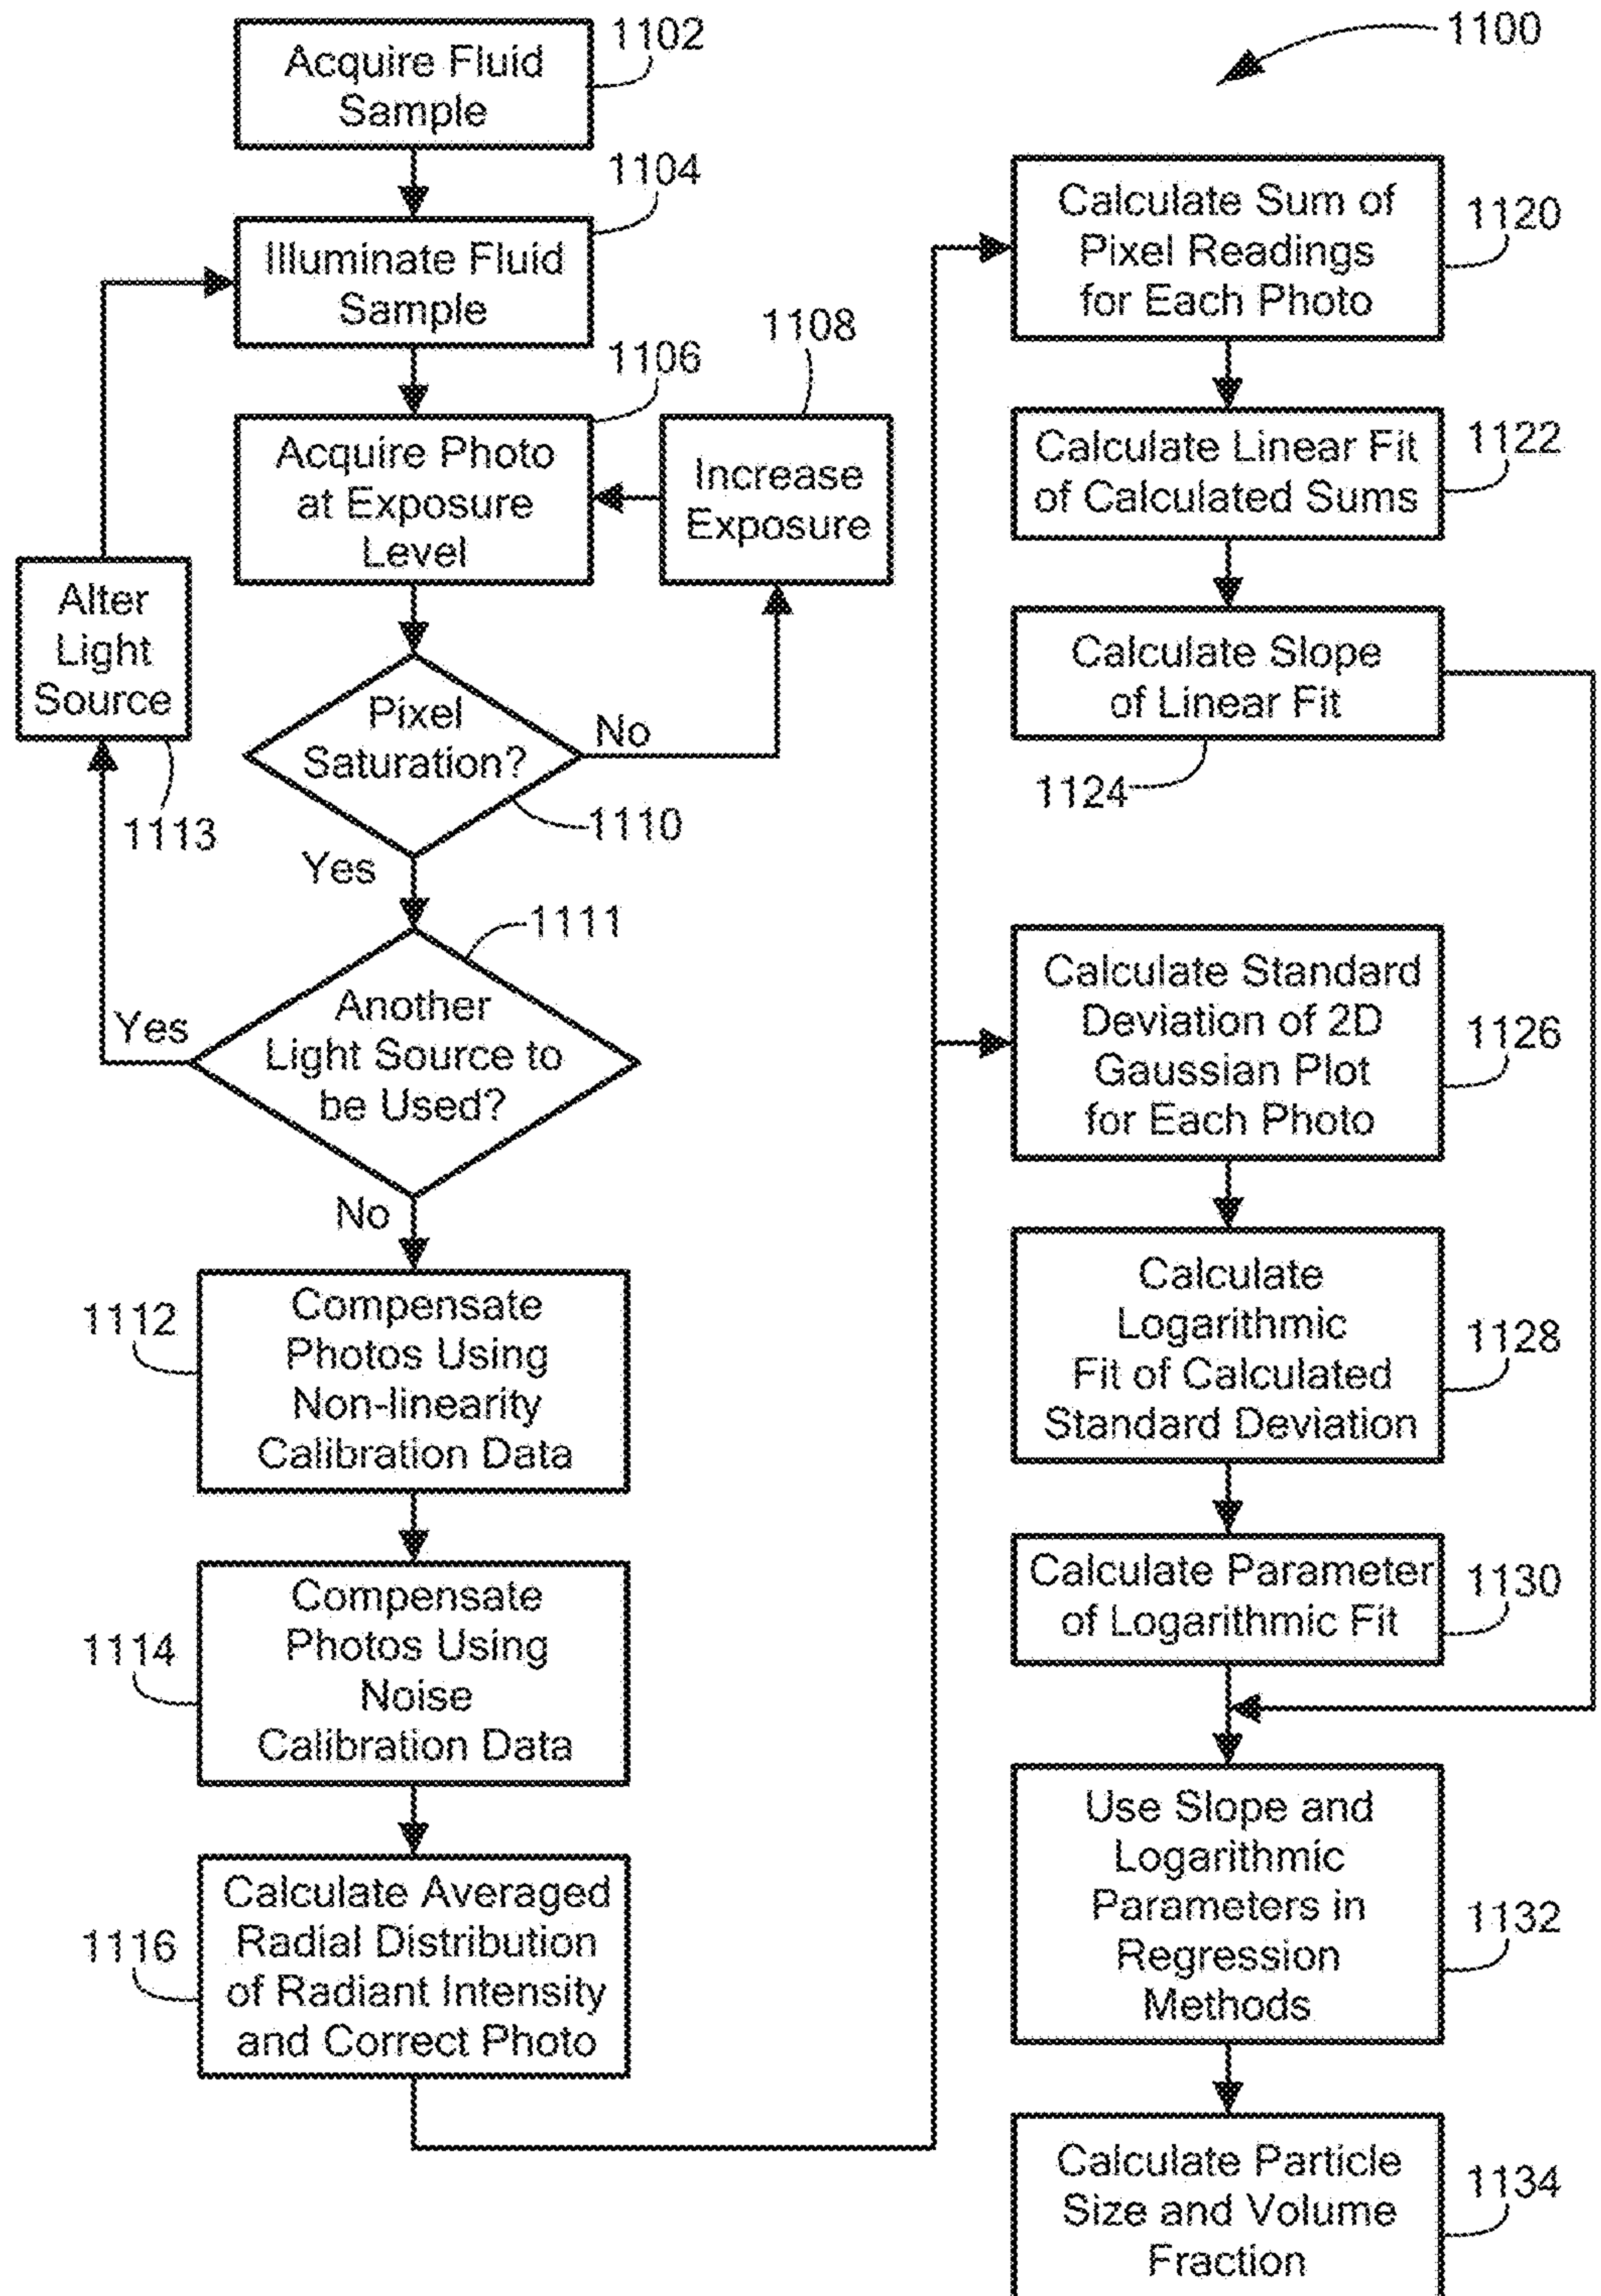 1100
1102
Acquire Fluid
Sample
1104
Illuminate Fluid
Sample
1106
Acquire Photo
at Exposure
Level
1108
Increase
Exposure
Alter
Light
Source
1113
Pixel
Saturation?
No
1110
Yes
1111
Another
Light Source to
be Used?
Yes
No
1112
Compensate
Photos Using
Non-linearity
Calibration Data
1114
Compensate
Photos Using
Noise
Calibration Data
1116
Calculate Averaged
Radial Distribution
of Radiant Intensity
and Correct Photo
Calculate Sum of
Pixel Readings
for Each Photo
1120
Calculate Linear Fit
of Calculated Sums
1122
Calculate Slope
of Linear Fit
1124
Calculate Standard
Deviation of 2D
Gaussian Plot
for Each Photo
1126
Calculate
Logarithmic
Fit of Calculated
Standard Deviation
1128
Calculate Parameter
of Logarithmic Fit
1130
Use Slope and
Logarithmic
Parameters in
Regression
Methods
1132
Calculate Particle
Size and Volume
Fraction
1134